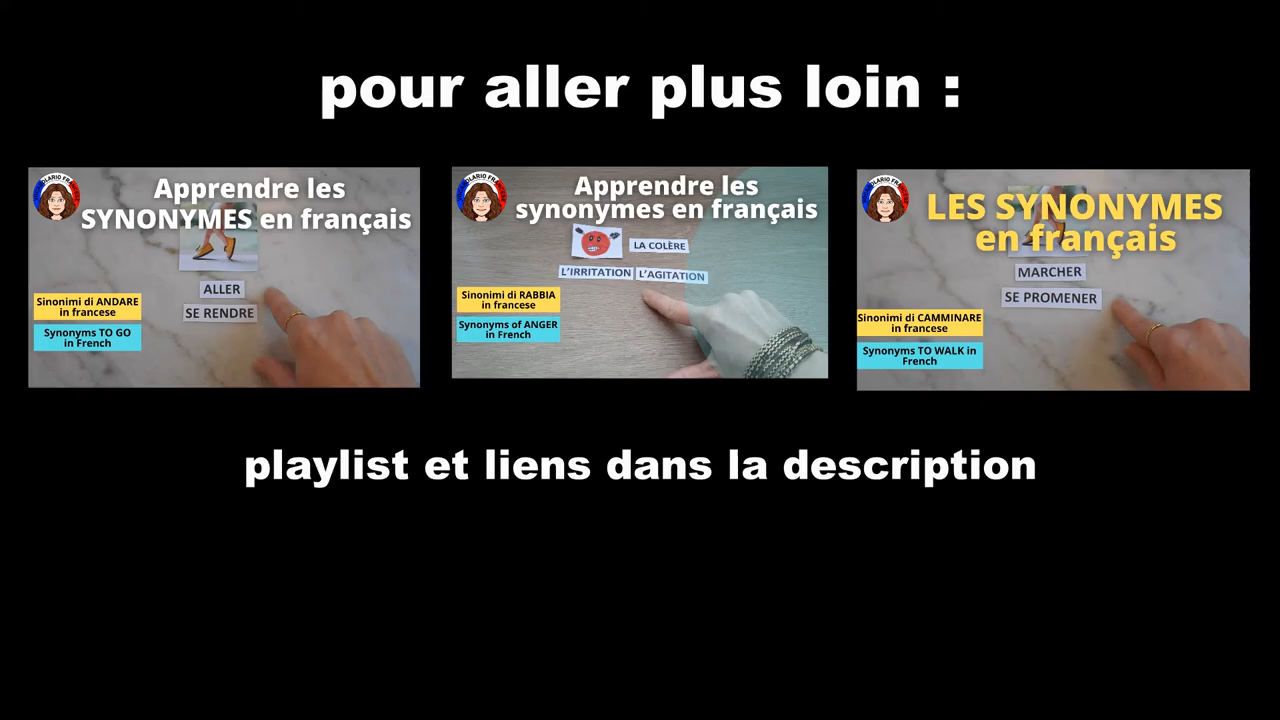 pour aller plus loin :
Apprendre les
SYNONYMES en français
ALLER
SE RENDRE
Sinonimi di ANDARE
in francese
Synonyms TO GO
in French
Apprendre les
synonymes en français
LA COLÈRE
L'IRRITATION
L'AGITATION
Sinonimi di RABBIA
in francese
Synonyms of ANGER
in French
LES SYNONYMES
en français
MARCHER
SE PROMENER
Sinonimi di CAMMINARE
in francese
Synonyms TO WALK in
French
playlist et liens dans la description